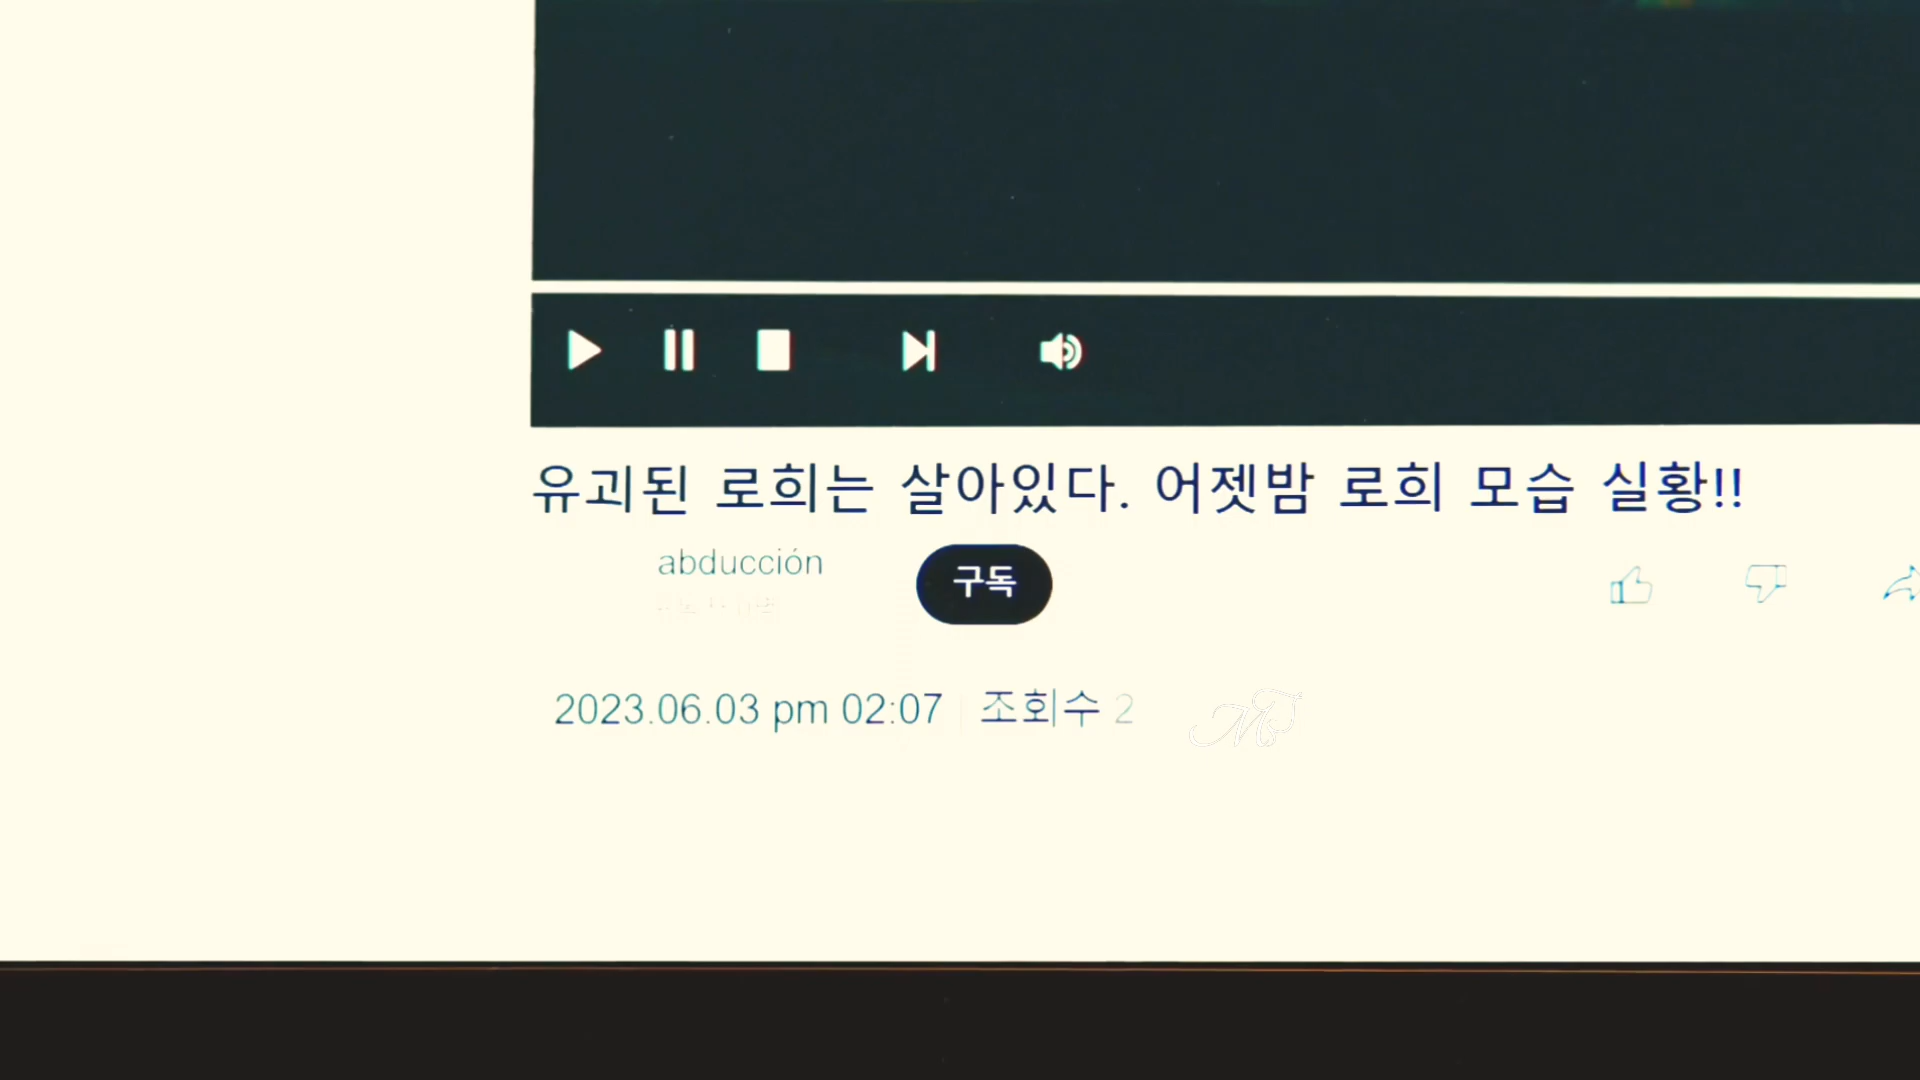 유괴된 로희는 살아있다. 어젯밤 로희 모습 실황!!
abducción
구독
2023.06.03 pm 02:07 조회수 2